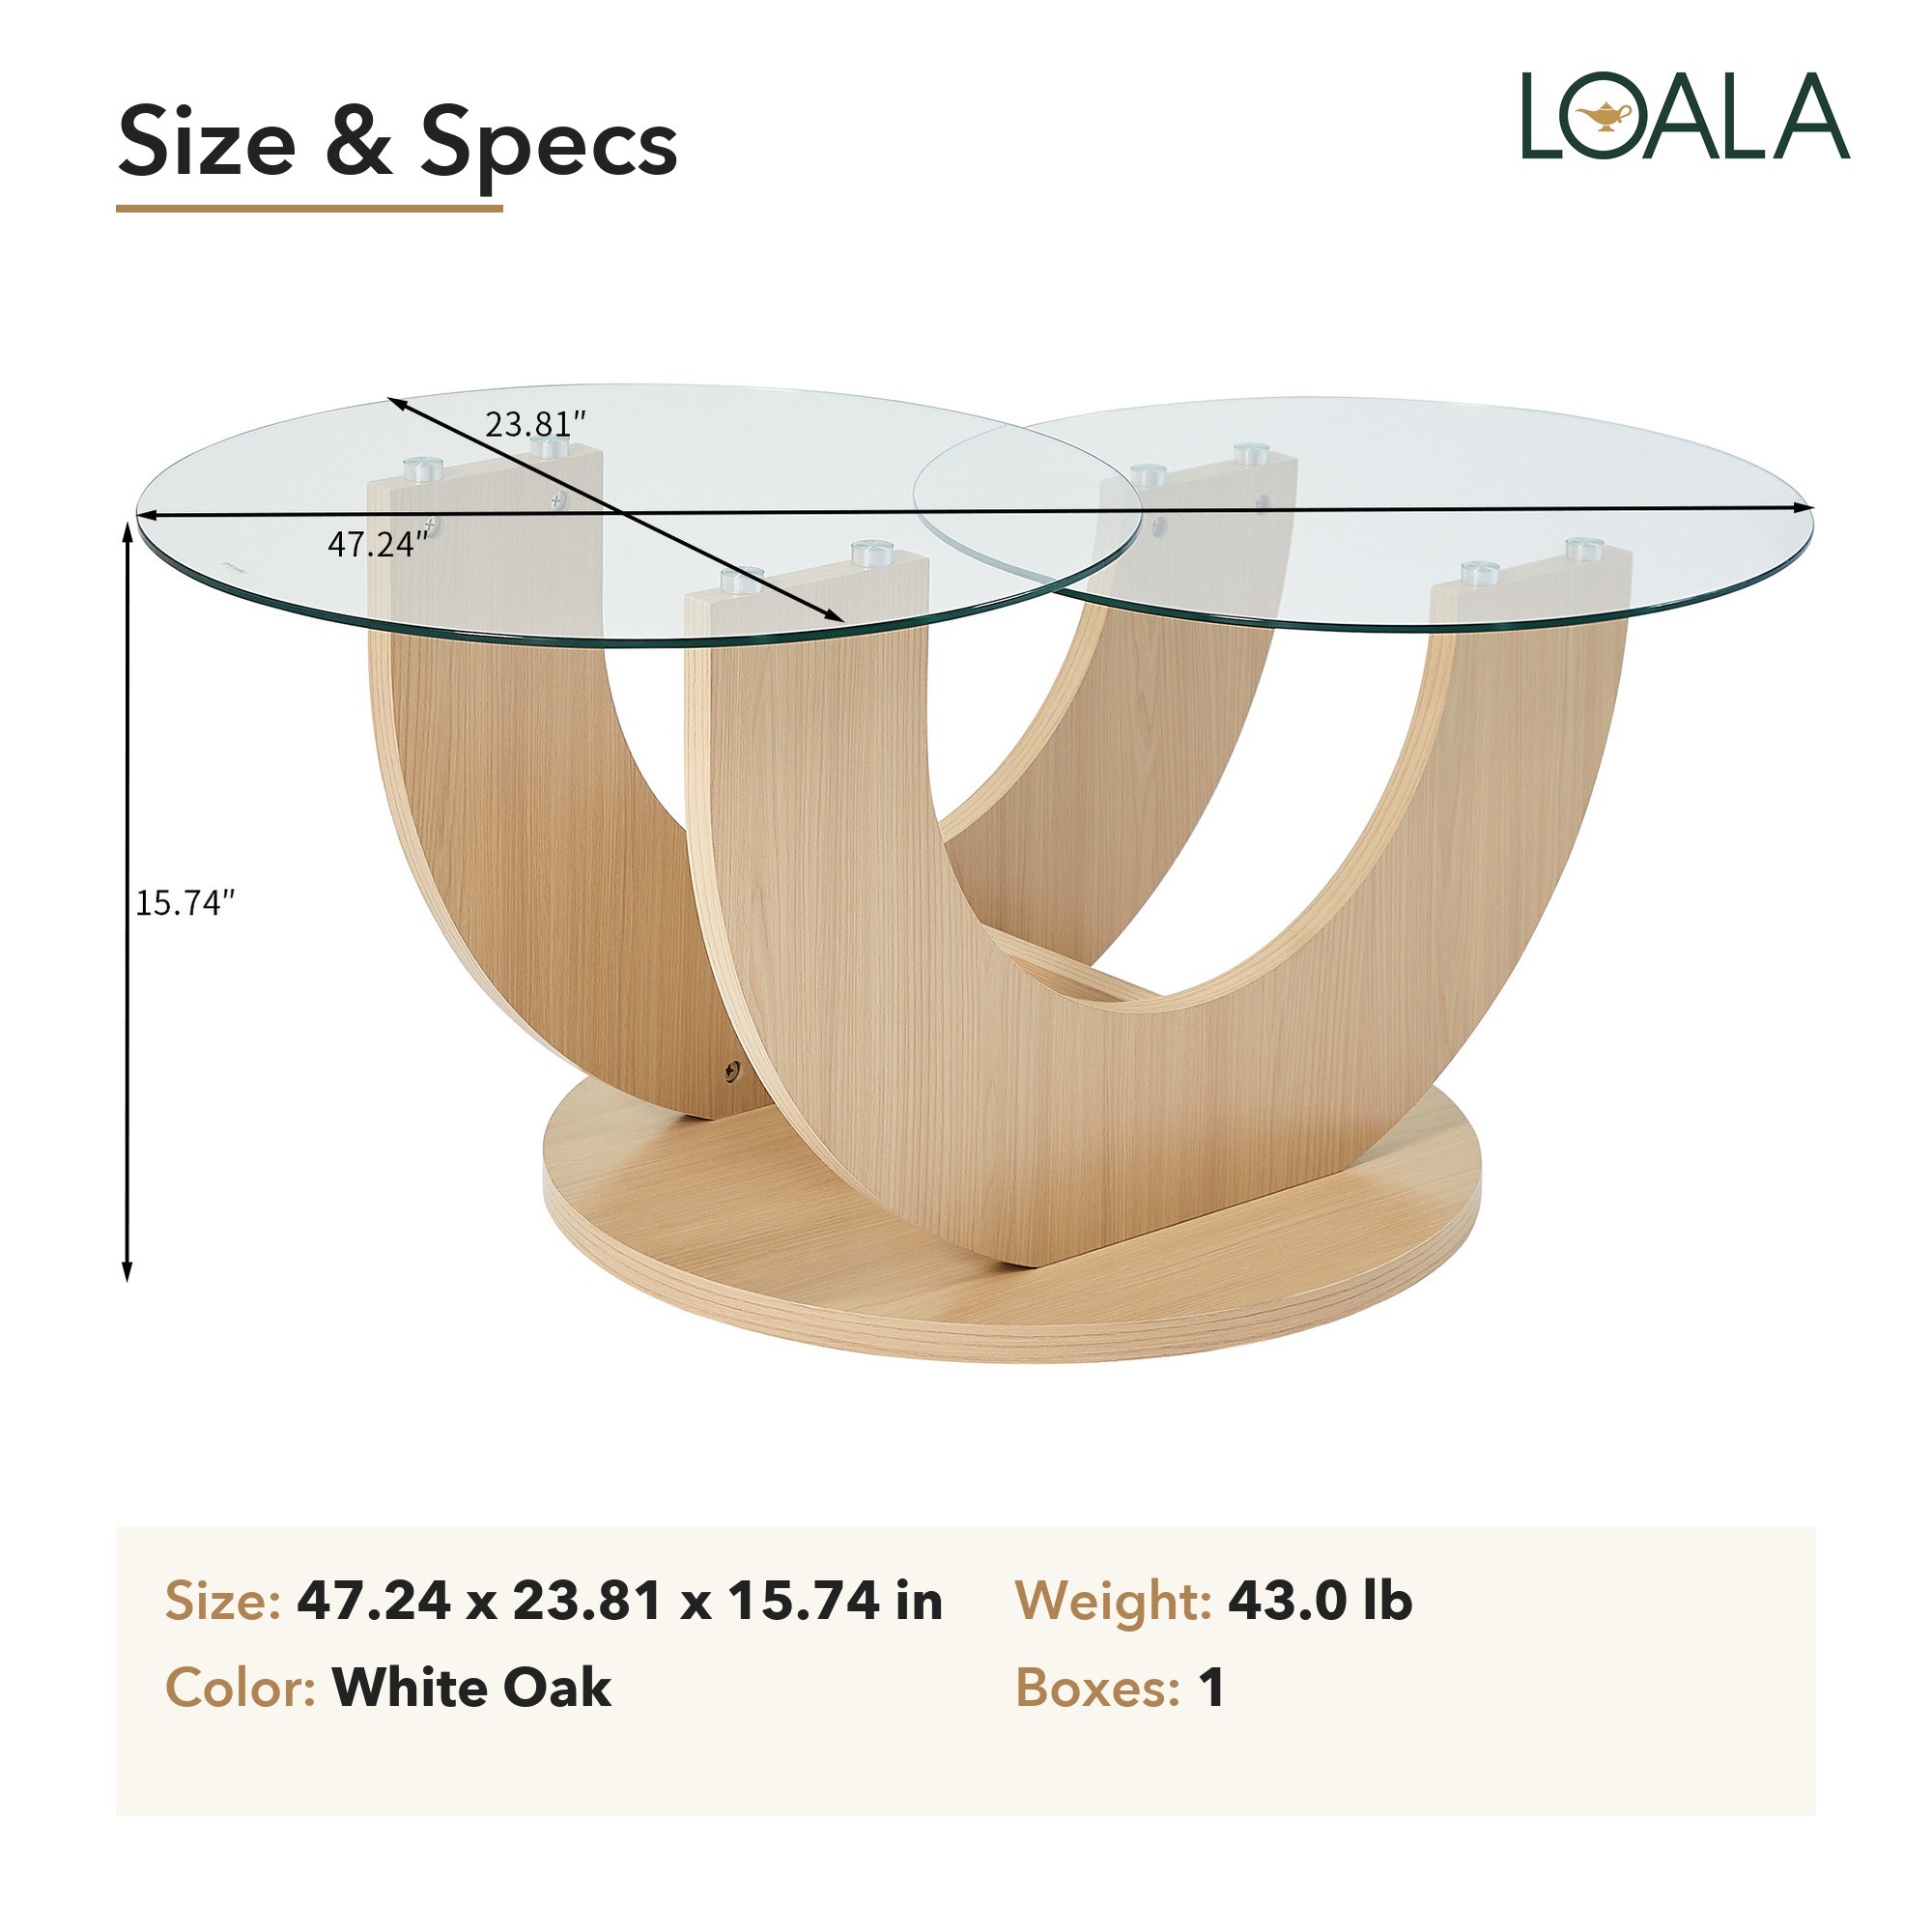 Size & Specs
LOALA
23.81"
47.24"
15.74"
Size: 47.24 x 23.81 x 15.74 in
Weight: 43.0 lb
Color: White Oak
Boxes: 1